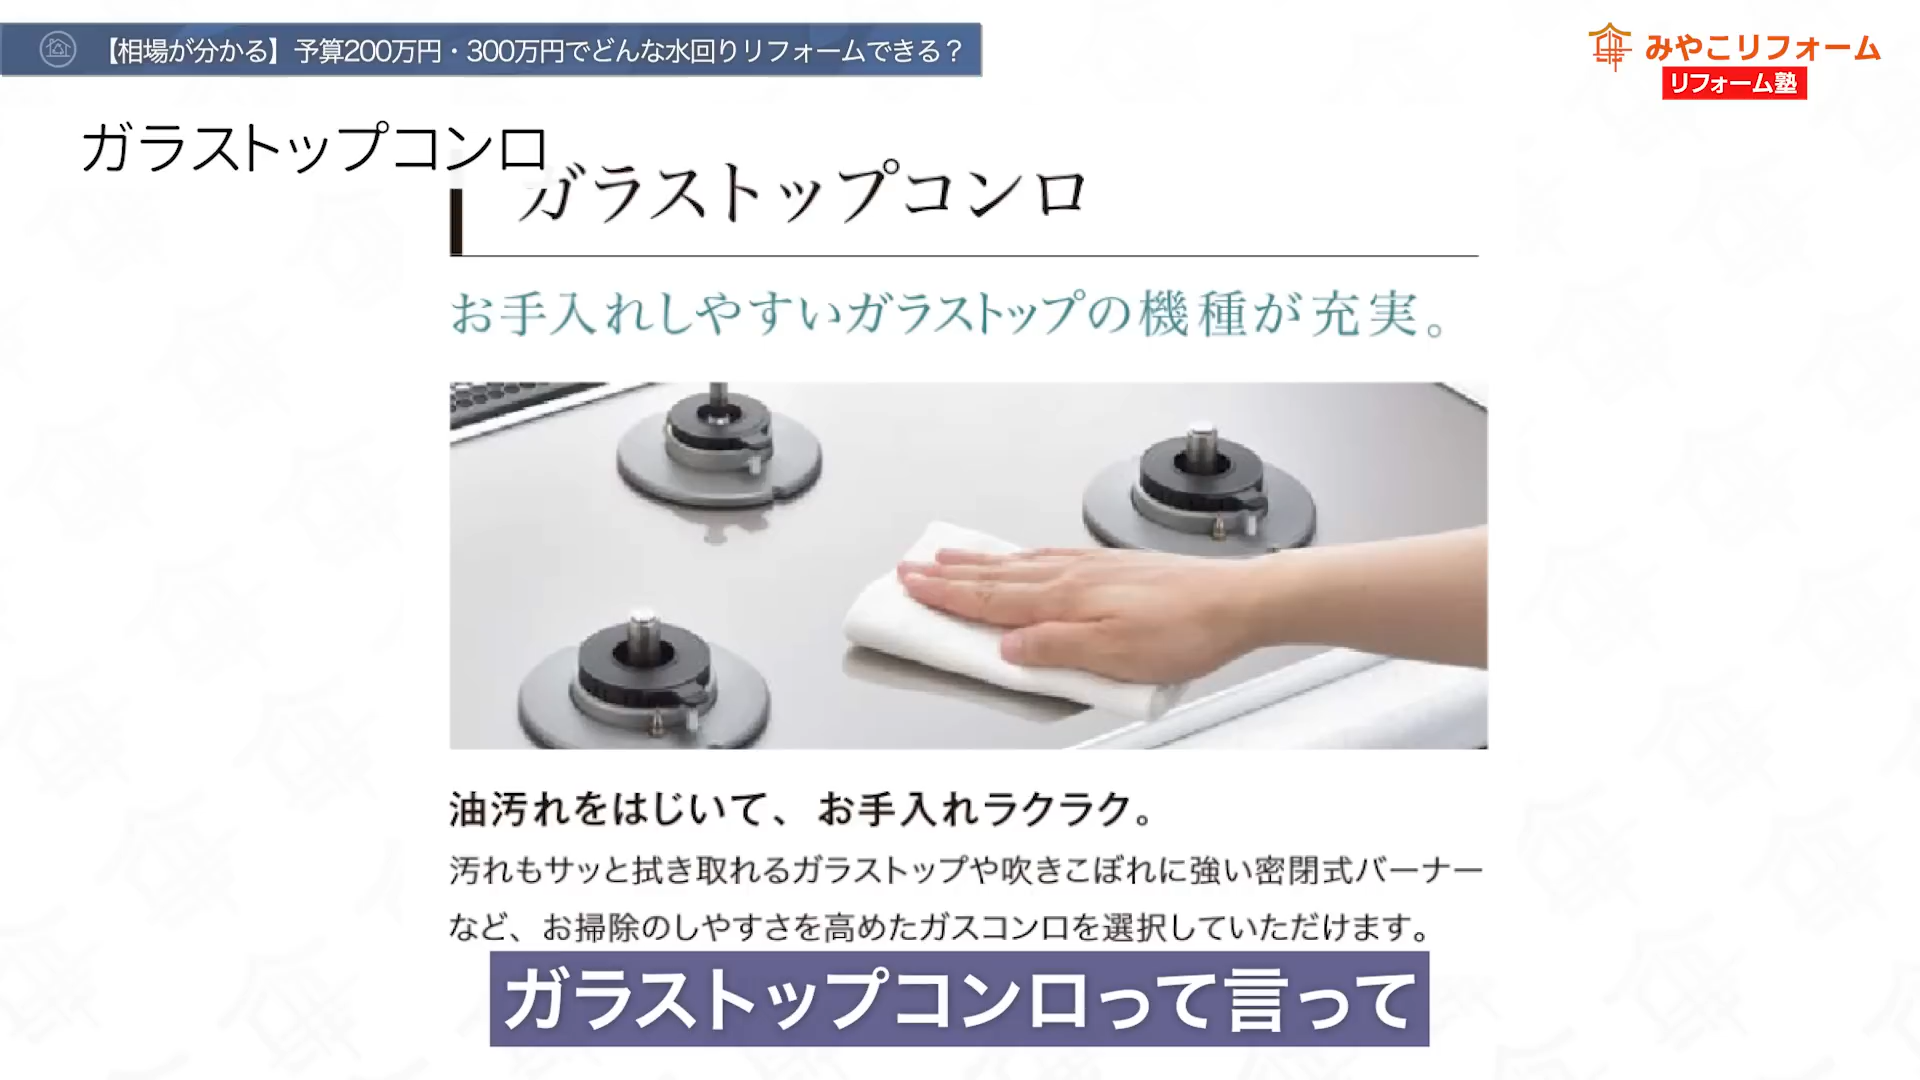 【相場が分かる】予算200万円・300万円でどんな水回りリフォームできる？
みやこリフォーム
リフォーム塾
ガラストップコンロ
ガラストップコンロ
お手入れしやすいガラストップの機種が充実。
油汚れをはじいて、お手入れラクラク。
汚れもサッと拭き取れるガラストップや吹きこぼれに強い密閉式バーナー
など、お掃除のしやすさを高めたガスコンロを選択していただけます。
ガラストップコンロって言って